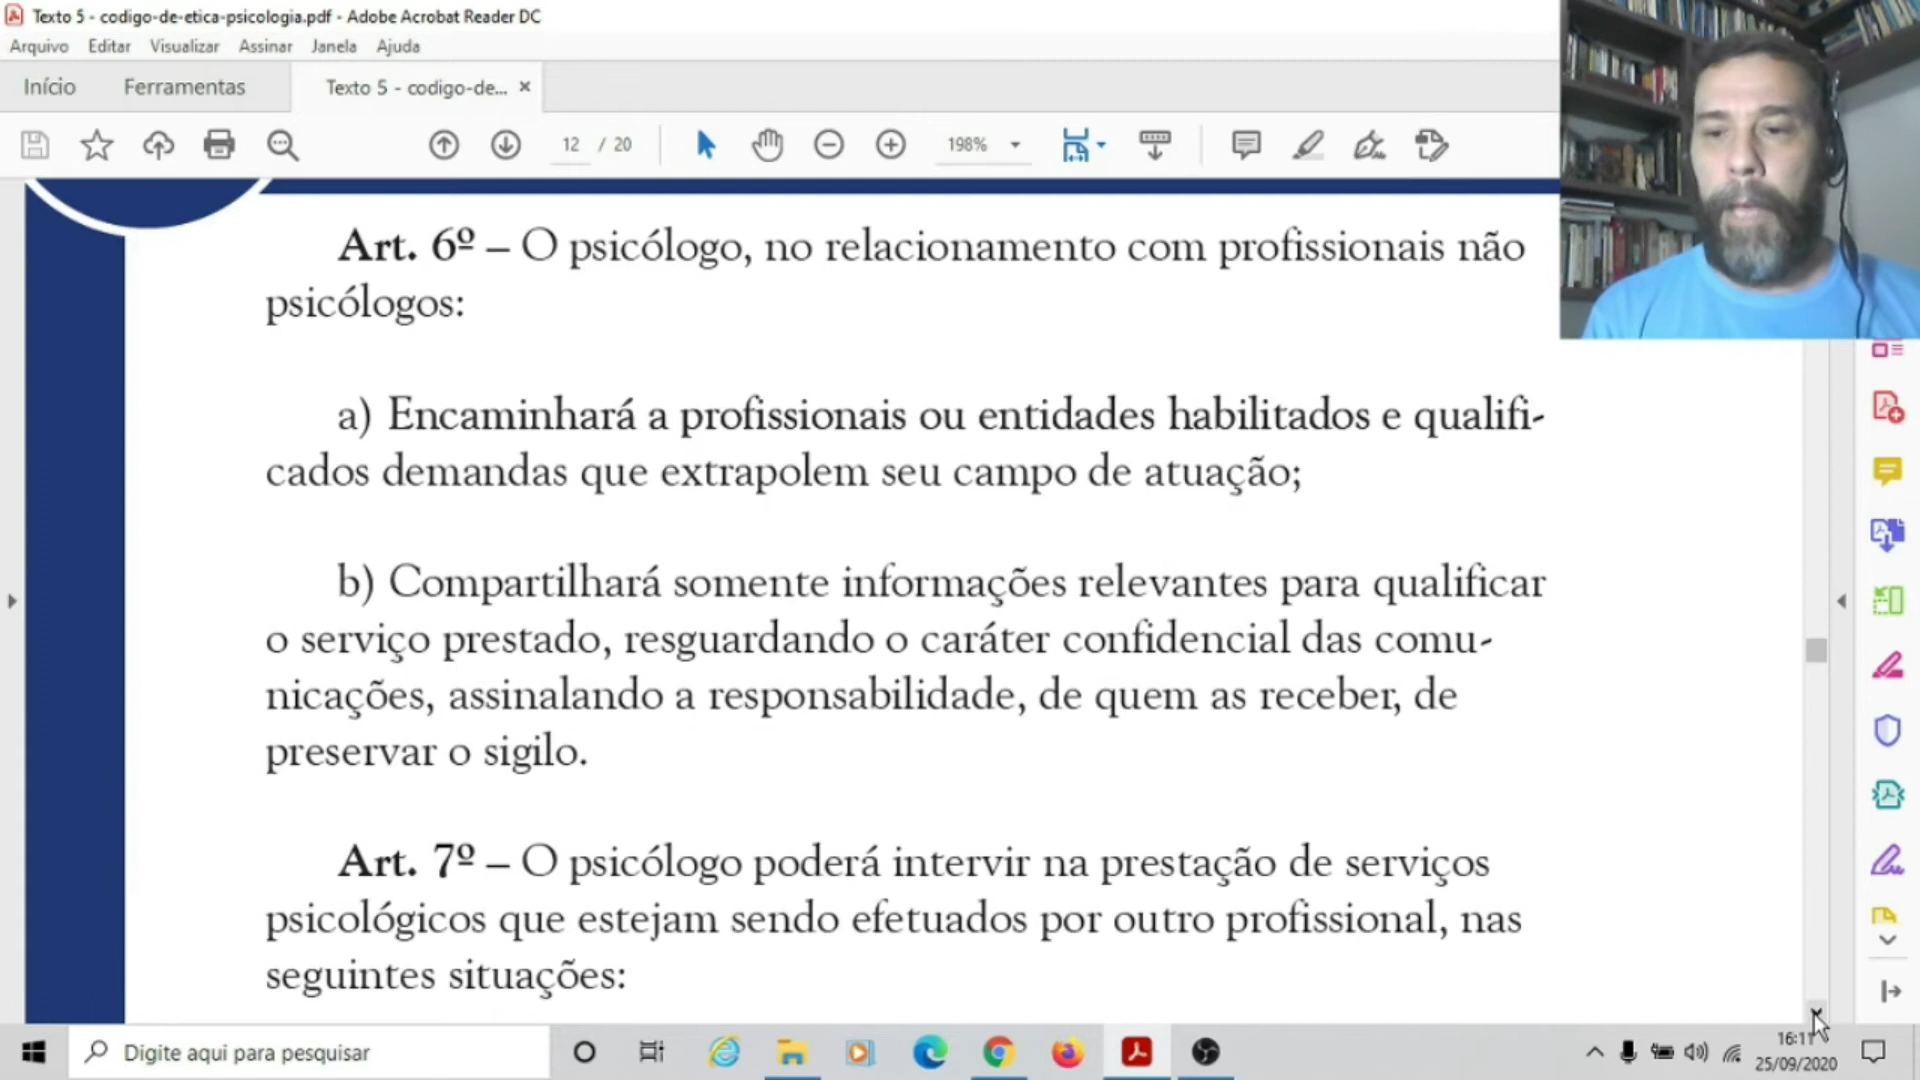 Texto 5 - codigo-de-etica-psicologia.pdf - Adobe Acrobat Reader DC
Arquivo Editar Visualizar Assinar Janela Ajuda
Início Ferramentas Texto 5 - codigo-de... ×
12 / 20 198%
Art. 6º – O psicólogo, no relacionamento com profissionais não
psicólogos:
a) Encaminhará a profissionais ou entidades habilitados e qualifi-
cados demandas que extrapolem seu campo de atuação;
b) Compartilhará somente informações relevantes para qualificar
o serviço prestado, resguardando o caráter confidencial das comu-
nicações, assinalando a responsabilidade, de quem as receber, de
preservar o sigilo.
Art. 7º – O psicólogo poderá intervir na prestação de serviços
psicológicos que estejam sendo efetuados por outro profissional, nas
seguintes situações:
Digite aqui para pesquisar
16:11
25/09/2020